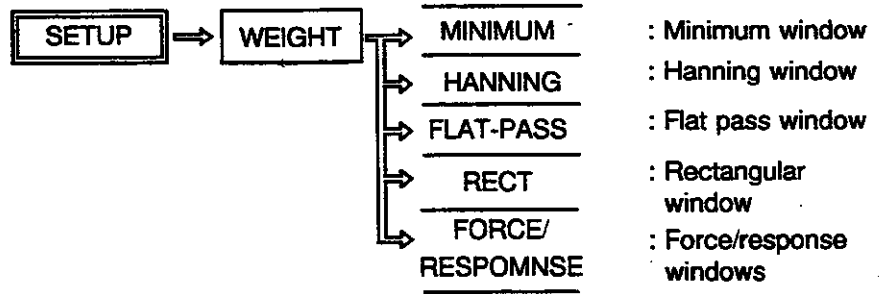 SETUP WEIGHT MINIMUM : Minimum window
HANNING : Hanning window
FLAT-PASS : Flat pass window
RECT : Rectangular
window
FORCE/ : Force/response
RESPOMNSE windows